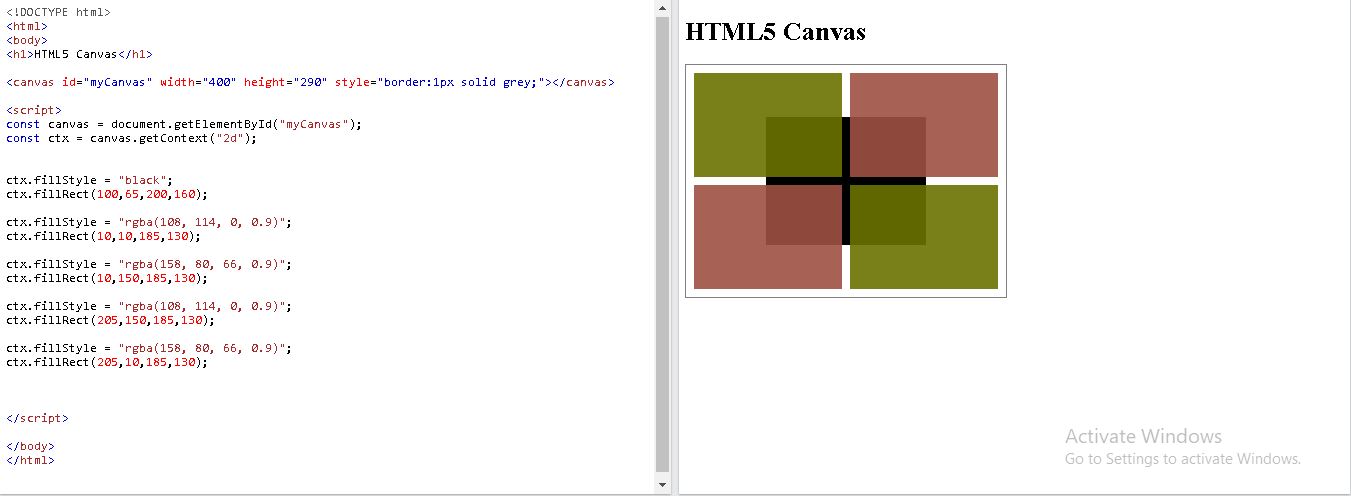 <!DOCTYPE html>
<html>
<body>
<h1>HTML5 Canvas</h1>
<canvas id="myCanvas" width="400" height="290" style="border:1px solid grey;"></canvas>
<script>
const canvas = document.getElementById("myCanvas");
const ctx = canvas.getContext("2d");
ctx.fillStyle = "black";
ctx.fillRect(100,65,200,160);
ctx.fillStyle = "rgba(108, 114, 0, 0.9)";
ctx.fillRect(10,10,185,130);
ctx.fillStyle = "rgba(158, 80, 66, 0.9)";
ctx.fillRect(10,150,185,130);
ctx.fillStyle = "rgba(108, 114, 0, 0.9)";
ctx.fillRect(205,150,185,130);
ctx.fillStyle = "rgba(158, 80, 66, 0.9)";
ctx.fillRect(205,10,185,130);
</script>
</body>
</html>
HTML5 Canvas
Activate Windows
Go to Settings to activate Windows.